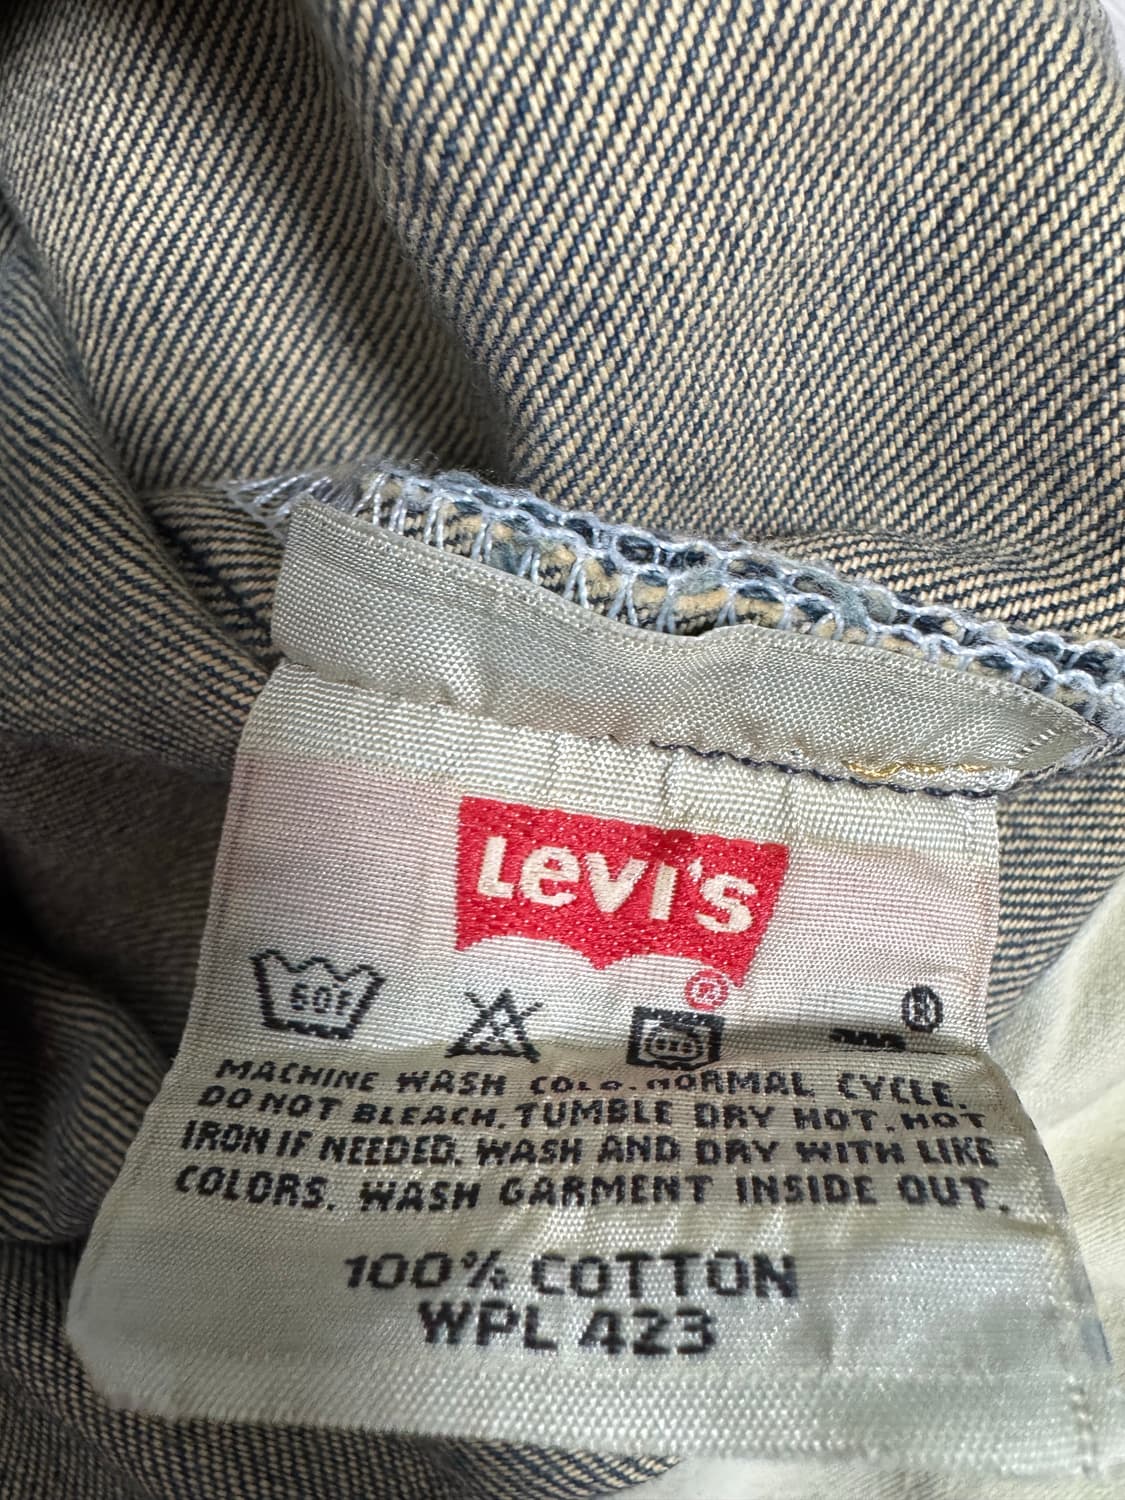 Levi's
®
60°F
®
MACHINE WASH COLD. NORMAL CYCLE.
DO NOT BLEACH. TUMBLE DRY HOT. HOT
IRON IF NEEDED. WASH AND DRY WITH LIKE
COLORS. WASH GARMENT INSIDE OUT.
100% COTTON
WPL 423